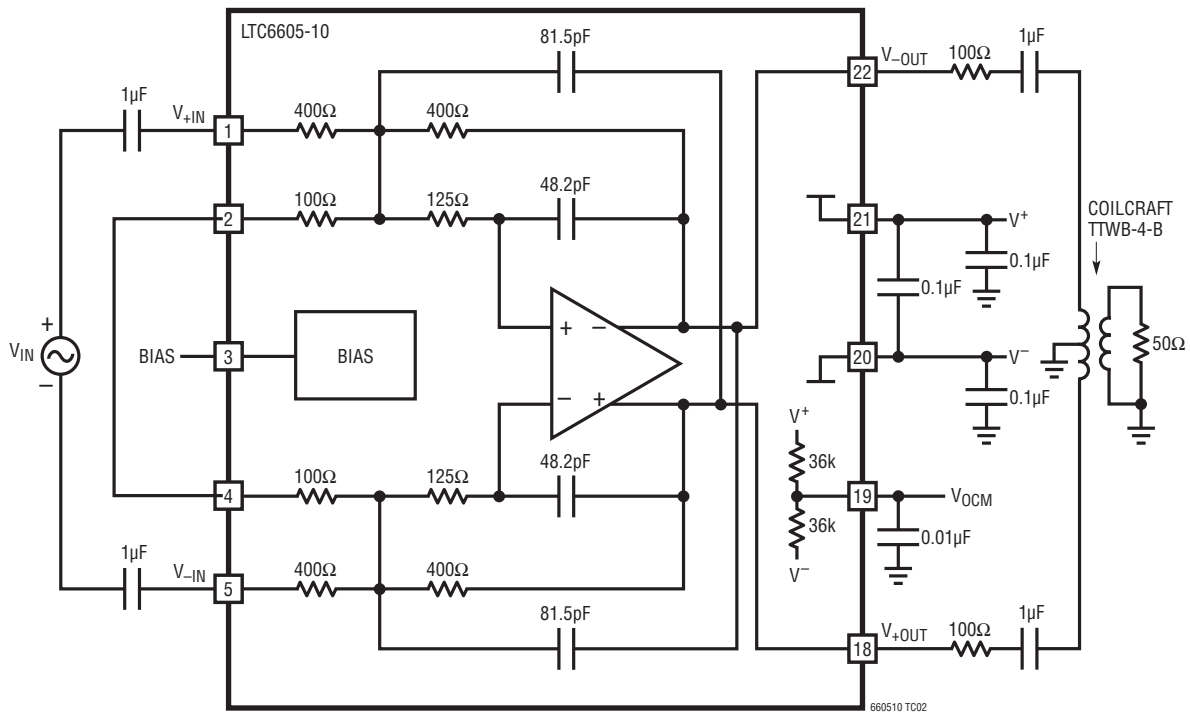 LTC6605-10
81.5pF
1µF
V–OUT
100Ω
22
1µF
V+IN
400Ω
400Ω
1
100Ω
125Ω
48.2pF
2
21
V+
COILCRAFT
TTWB-4-B
0.1µF
0.1µF
+
VIN
–
BIAS
3
BIAS
+
–
–
+
20
V–
50Ω
0.1µF
V+
36k
100Ω
125Ω
48.2pF
4
19
VOCM
36k
0.01µF
V–
1µF
V–IN
400Ω
400Ω
5
81.5pF
V+OUT
100Ω
1µF
18
660510 TC02